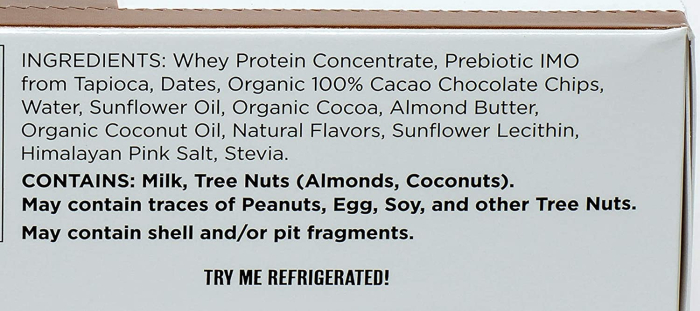 INGREDIENTS: Whey Protein Concentrate, Prebiotic IMO
from Tapioca, Dates, Organic 100% Cacao Chocolate Chips,
Water, Sunflower Oil, Organic Cocoa, Almond Butter,
Organic Coconut Oil, Natural Flavors, Sunflower Lecithin,
Himalayan Pink Salt, Stevia.
CONTAINS: Milk, Tree Nuts (Almonds, Coconuts).
May contain traces of Peanuts, Egg, Soy, and other Tree Nuts.
May contain shell and/or pit fragments.
TRY ME REFRIGERATED!